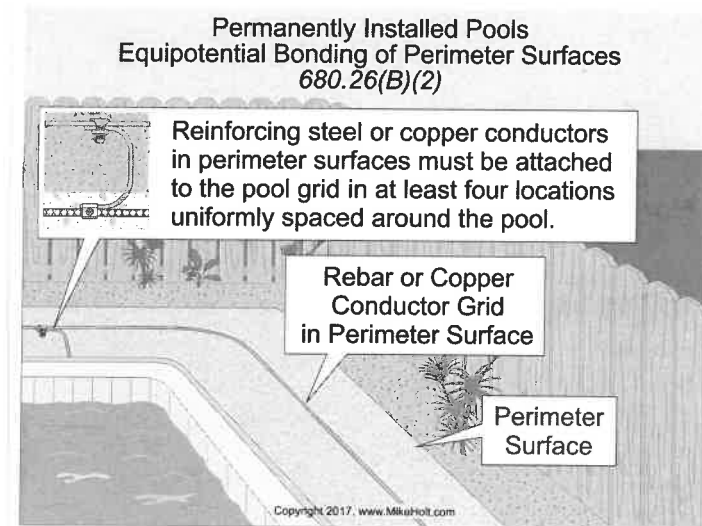 Permanently Installed Pools
Equipotential Bonding of Perimeter Surfaces
680.26(B)(2)
Reinforcing steel or copper conductors
in perimeter surfaces must be attached
to the pool grid in at least four locations
uniformly spaced around the pool.
Rebar or Copper
Conductor Grid
in Perimeter Surface
Perimeter
Surface
Copyright 2017, www.MikeHolt.com